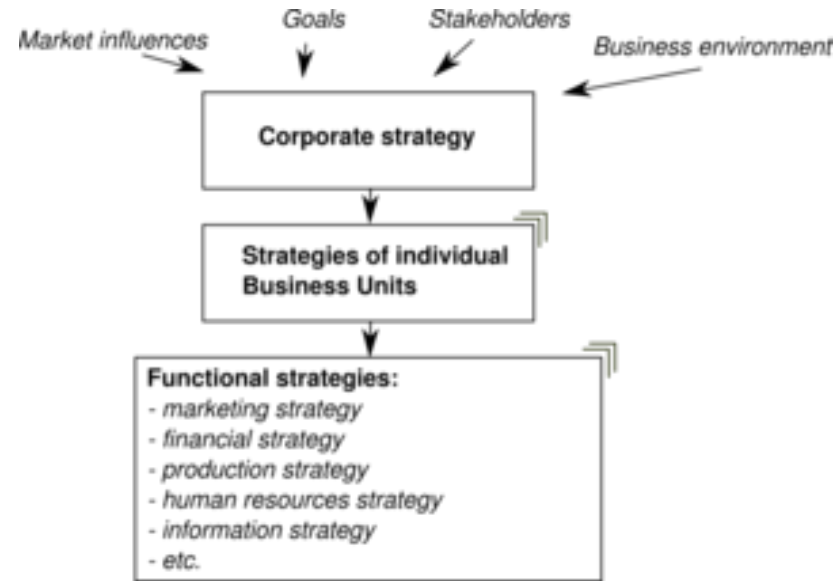 Goals
Stakeholders
Market influences
Business environment
Corporate strategy
Strategies of individual
Business Units
Functional strategies:
- marketing strategy
- financial strategy
- production strategy
- human resources strategy
- information strategy
- etc.